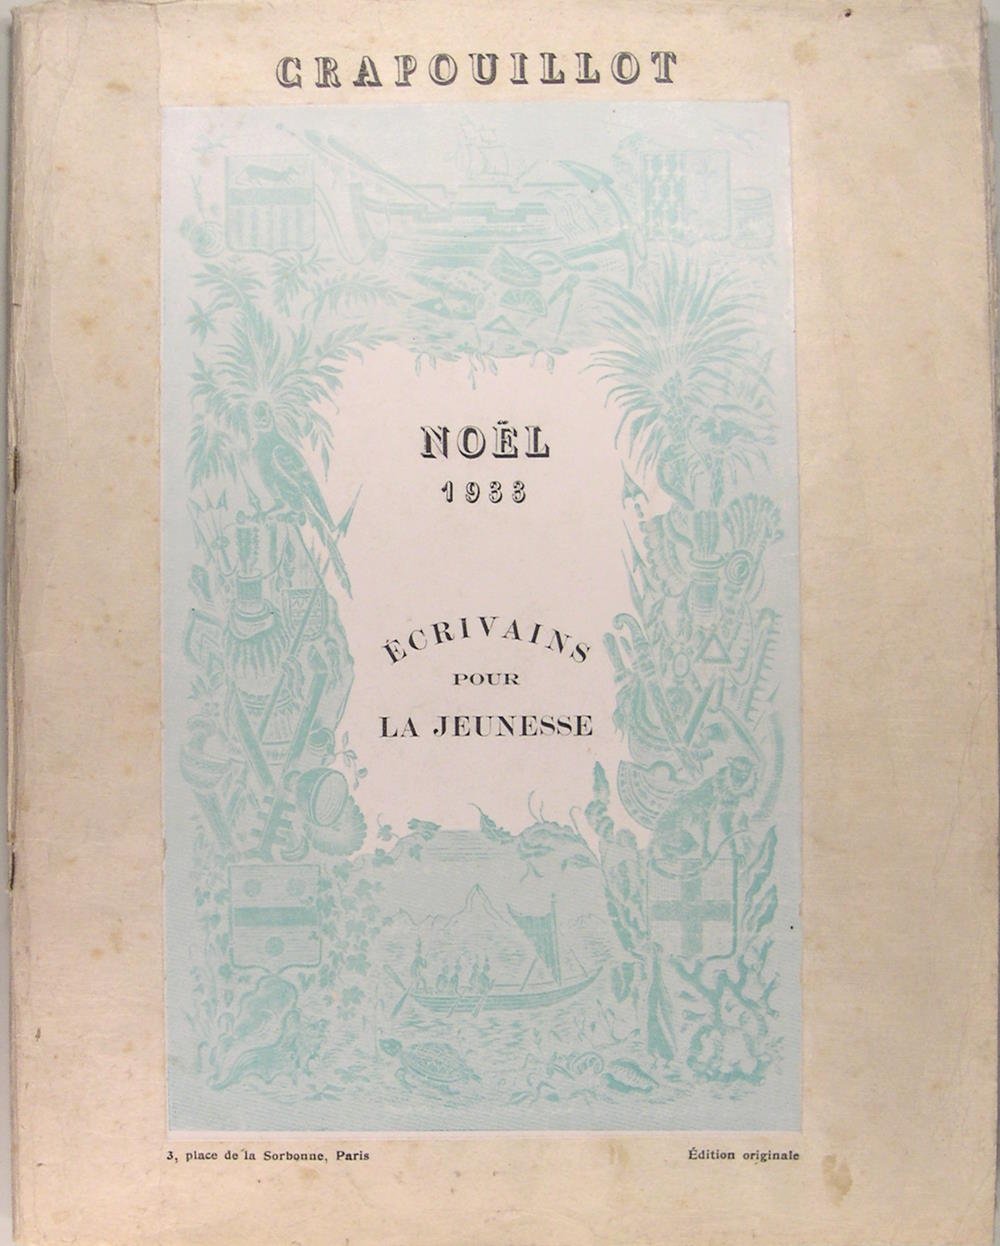 CRAPOUILLOT
NOËL
1933
ÉCRIVAINS
POUR
LA JEUNESSE
3, place de la Sorbonne, Paris
Édition originale